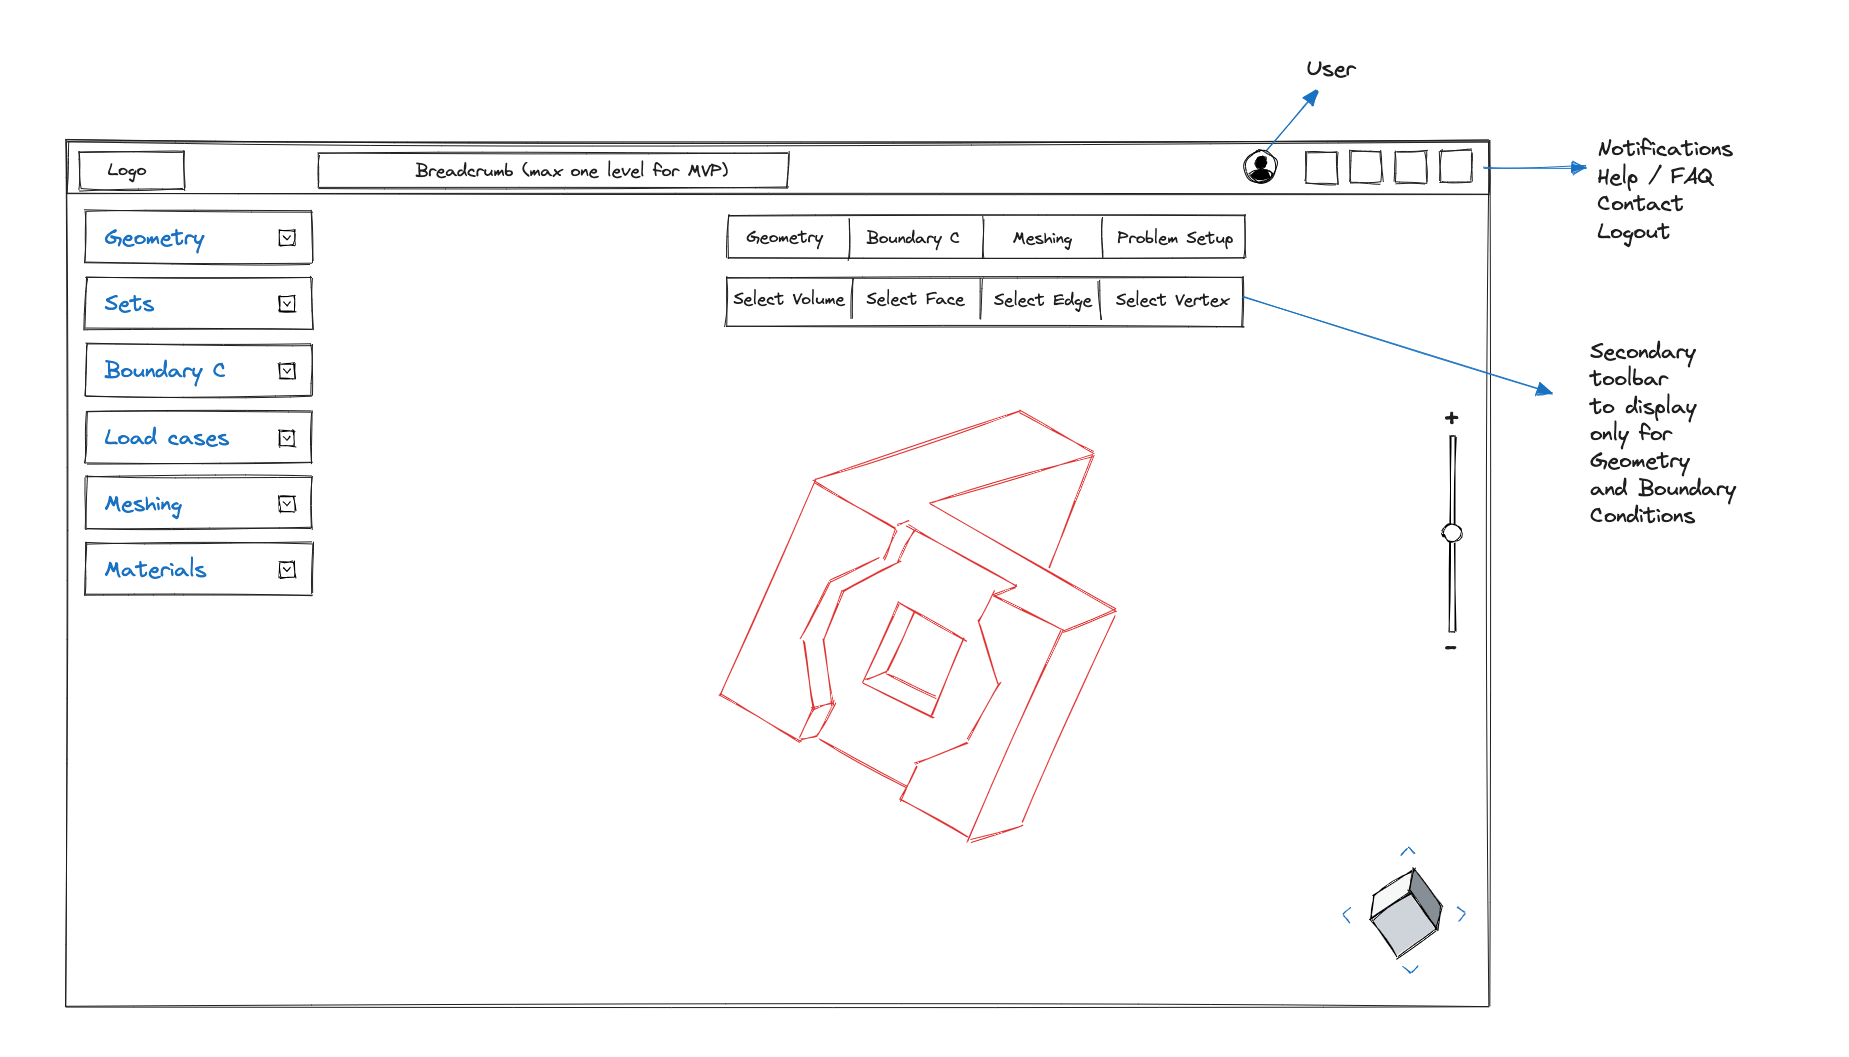 User
Logo
Breadcrumb (max one level for MVP)
Notifications
Help / FAQ
Contact
Logout
Geometry
Sets
Boundary C
Load cases
Meshing
Materials
Geometry
Boundary C
Meshing
Problem Setup
Select Volume
Select Face
Select Edge
Select Vertex
Secondary
toolbar
to display
only for
Geometry
and Boundary
Conditions
+
-